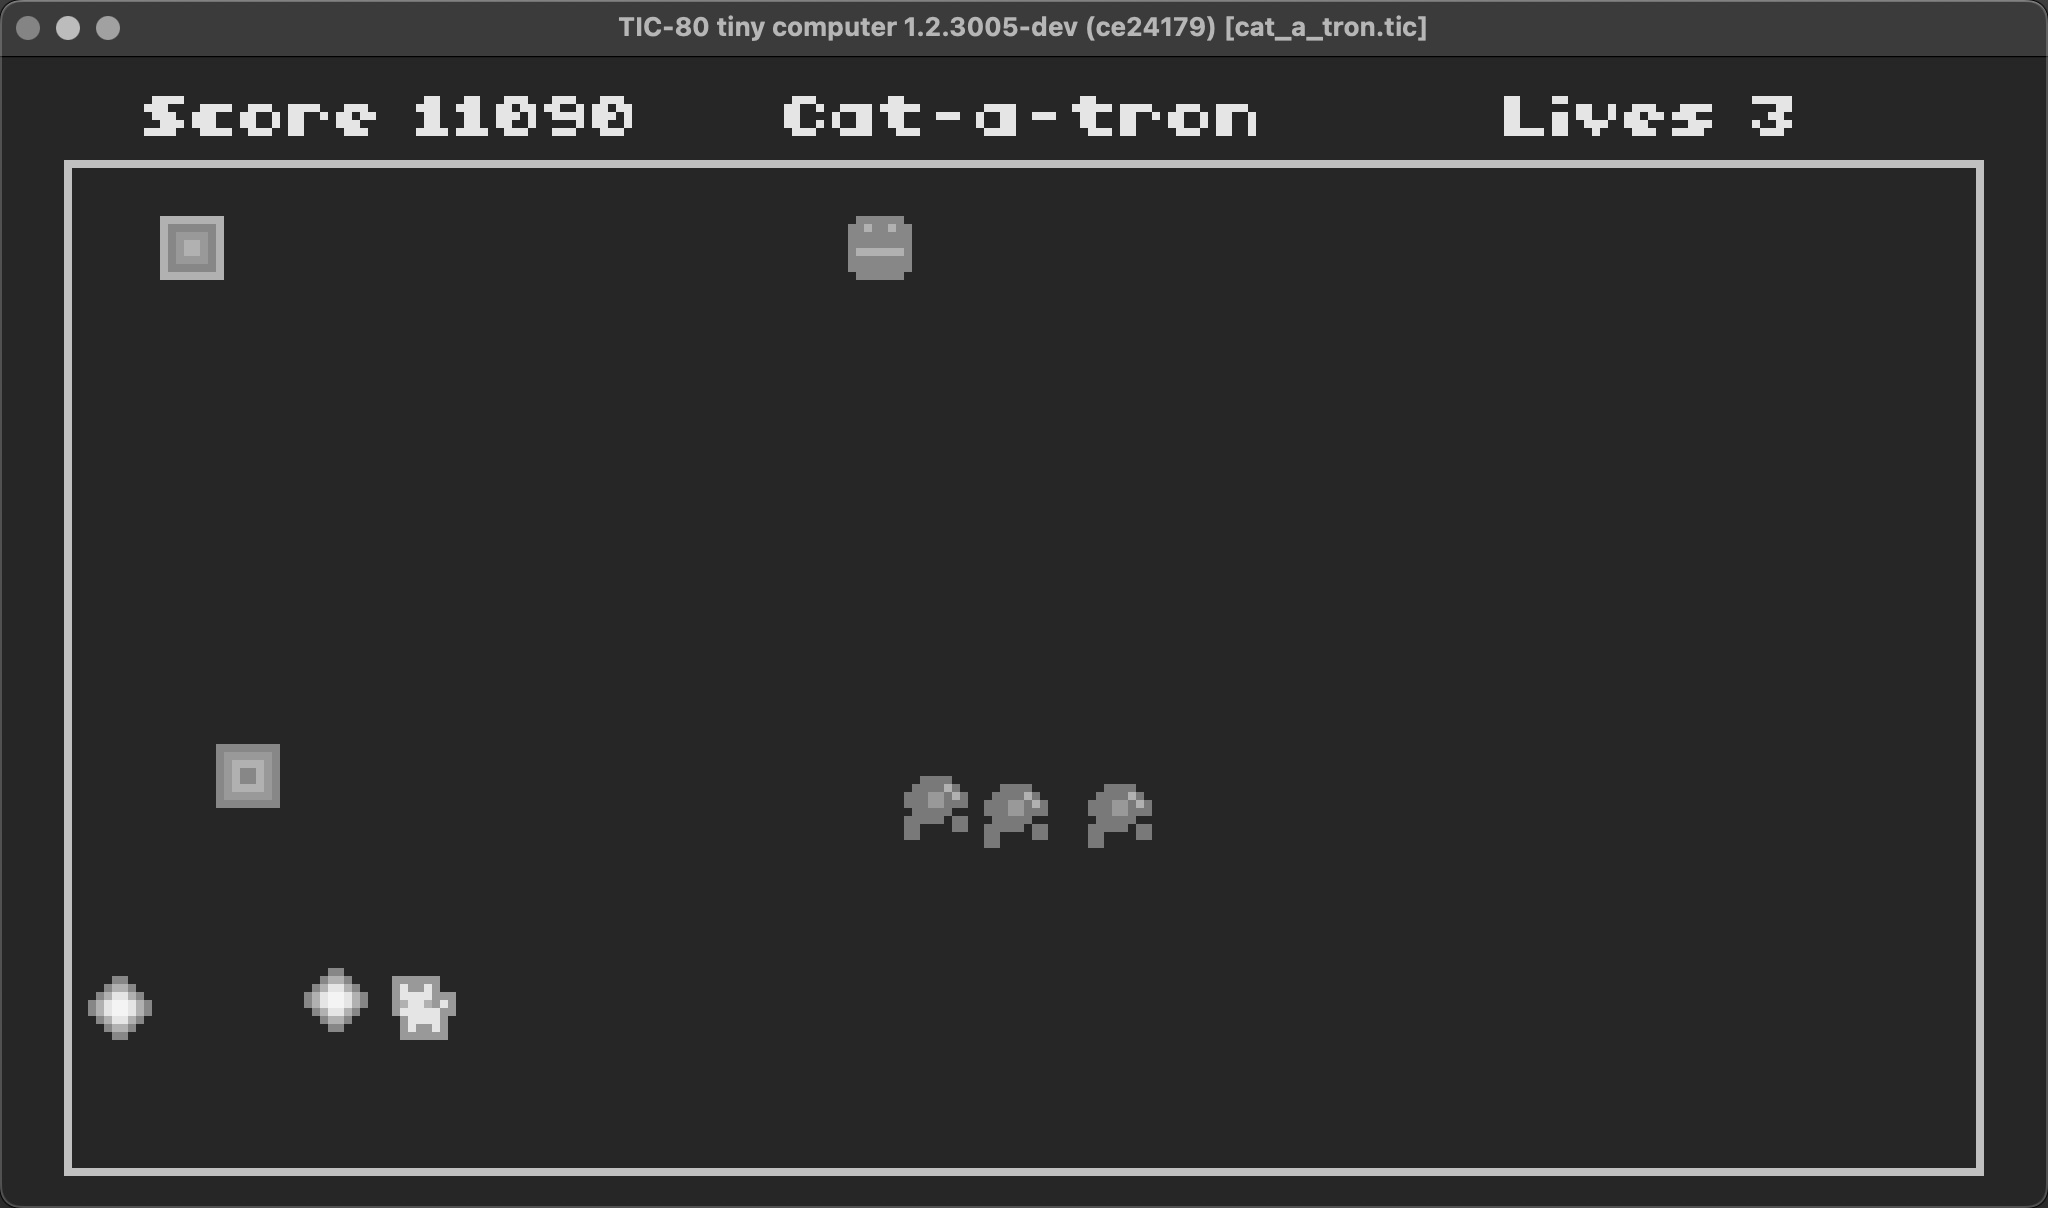 TIC-80 tiny computer 1.2.3005-dev (ce24179) [cat_a_tron.tic]
Score 11090 Cat-a-tron Lives 3